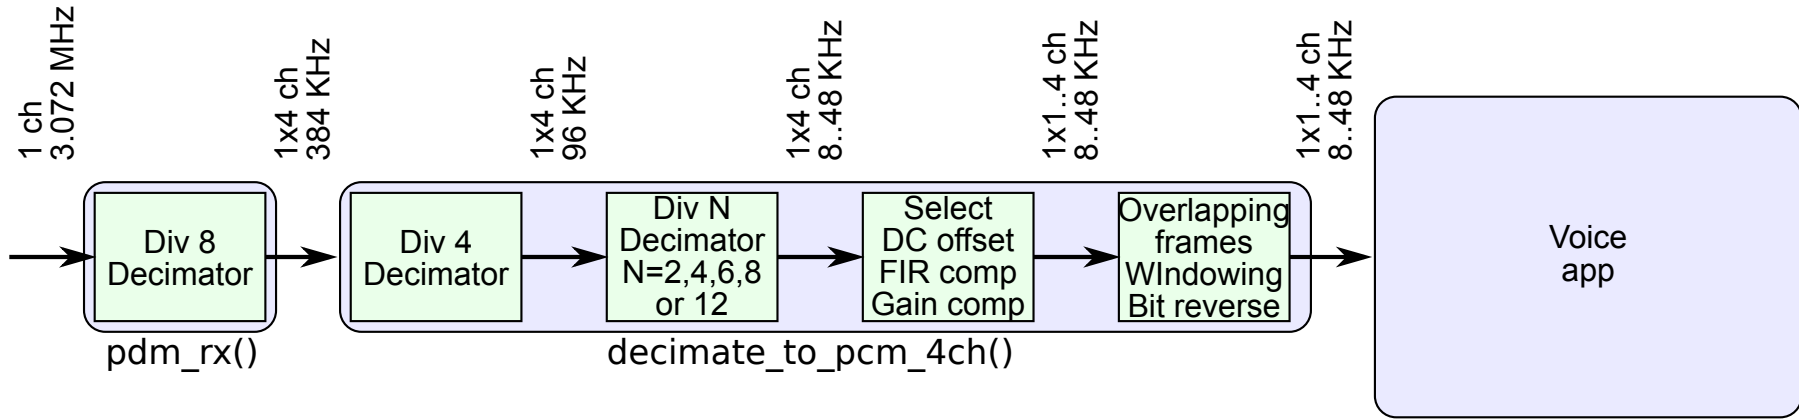 1 ch
3.072 MHz
1x4 ch
384 KHz
1x4 ch
96 KHz
1x4 ch
8..48 KHz
1x1..4 ch
8..48 KHz
1x1..4 ch
8..48 KHz
Div 8
Decimator
Div 4
Decimator
Div N
Decimator
N=2,4,6,8
or 12
Select
DC offset
FIR comp
Gain comp
Overlapping
frames
WIndowing
Bit reverse
Voice
app
pdm_rx()
decimate_to_pcm_4ch()